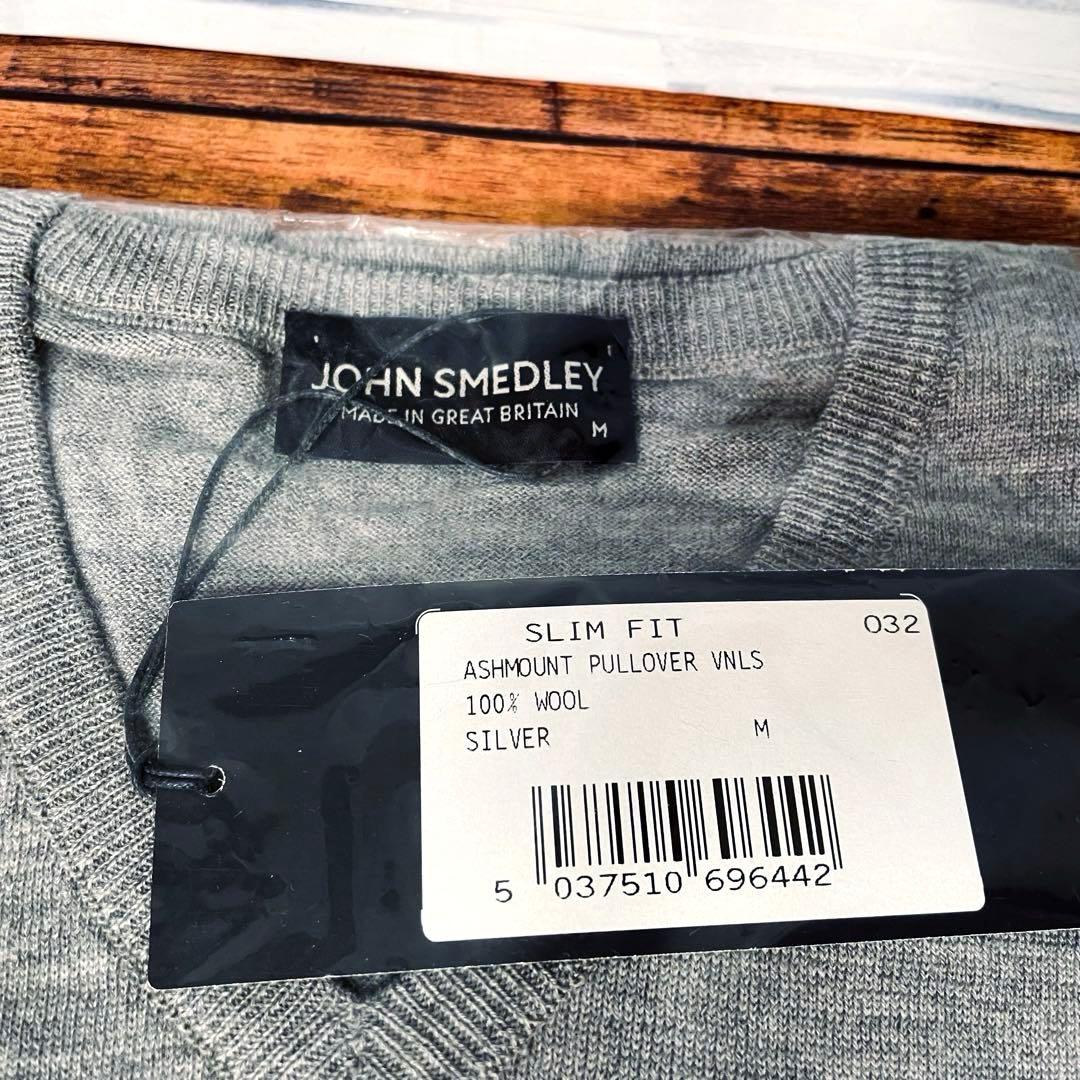 JOHN SMEDLEY
MADE IN GREAT BRITAIN
M
SLIM FIT 032
ASHMOUNT PULLOVER VNLS
100% WOOL
SILVER M
5 037510 696442